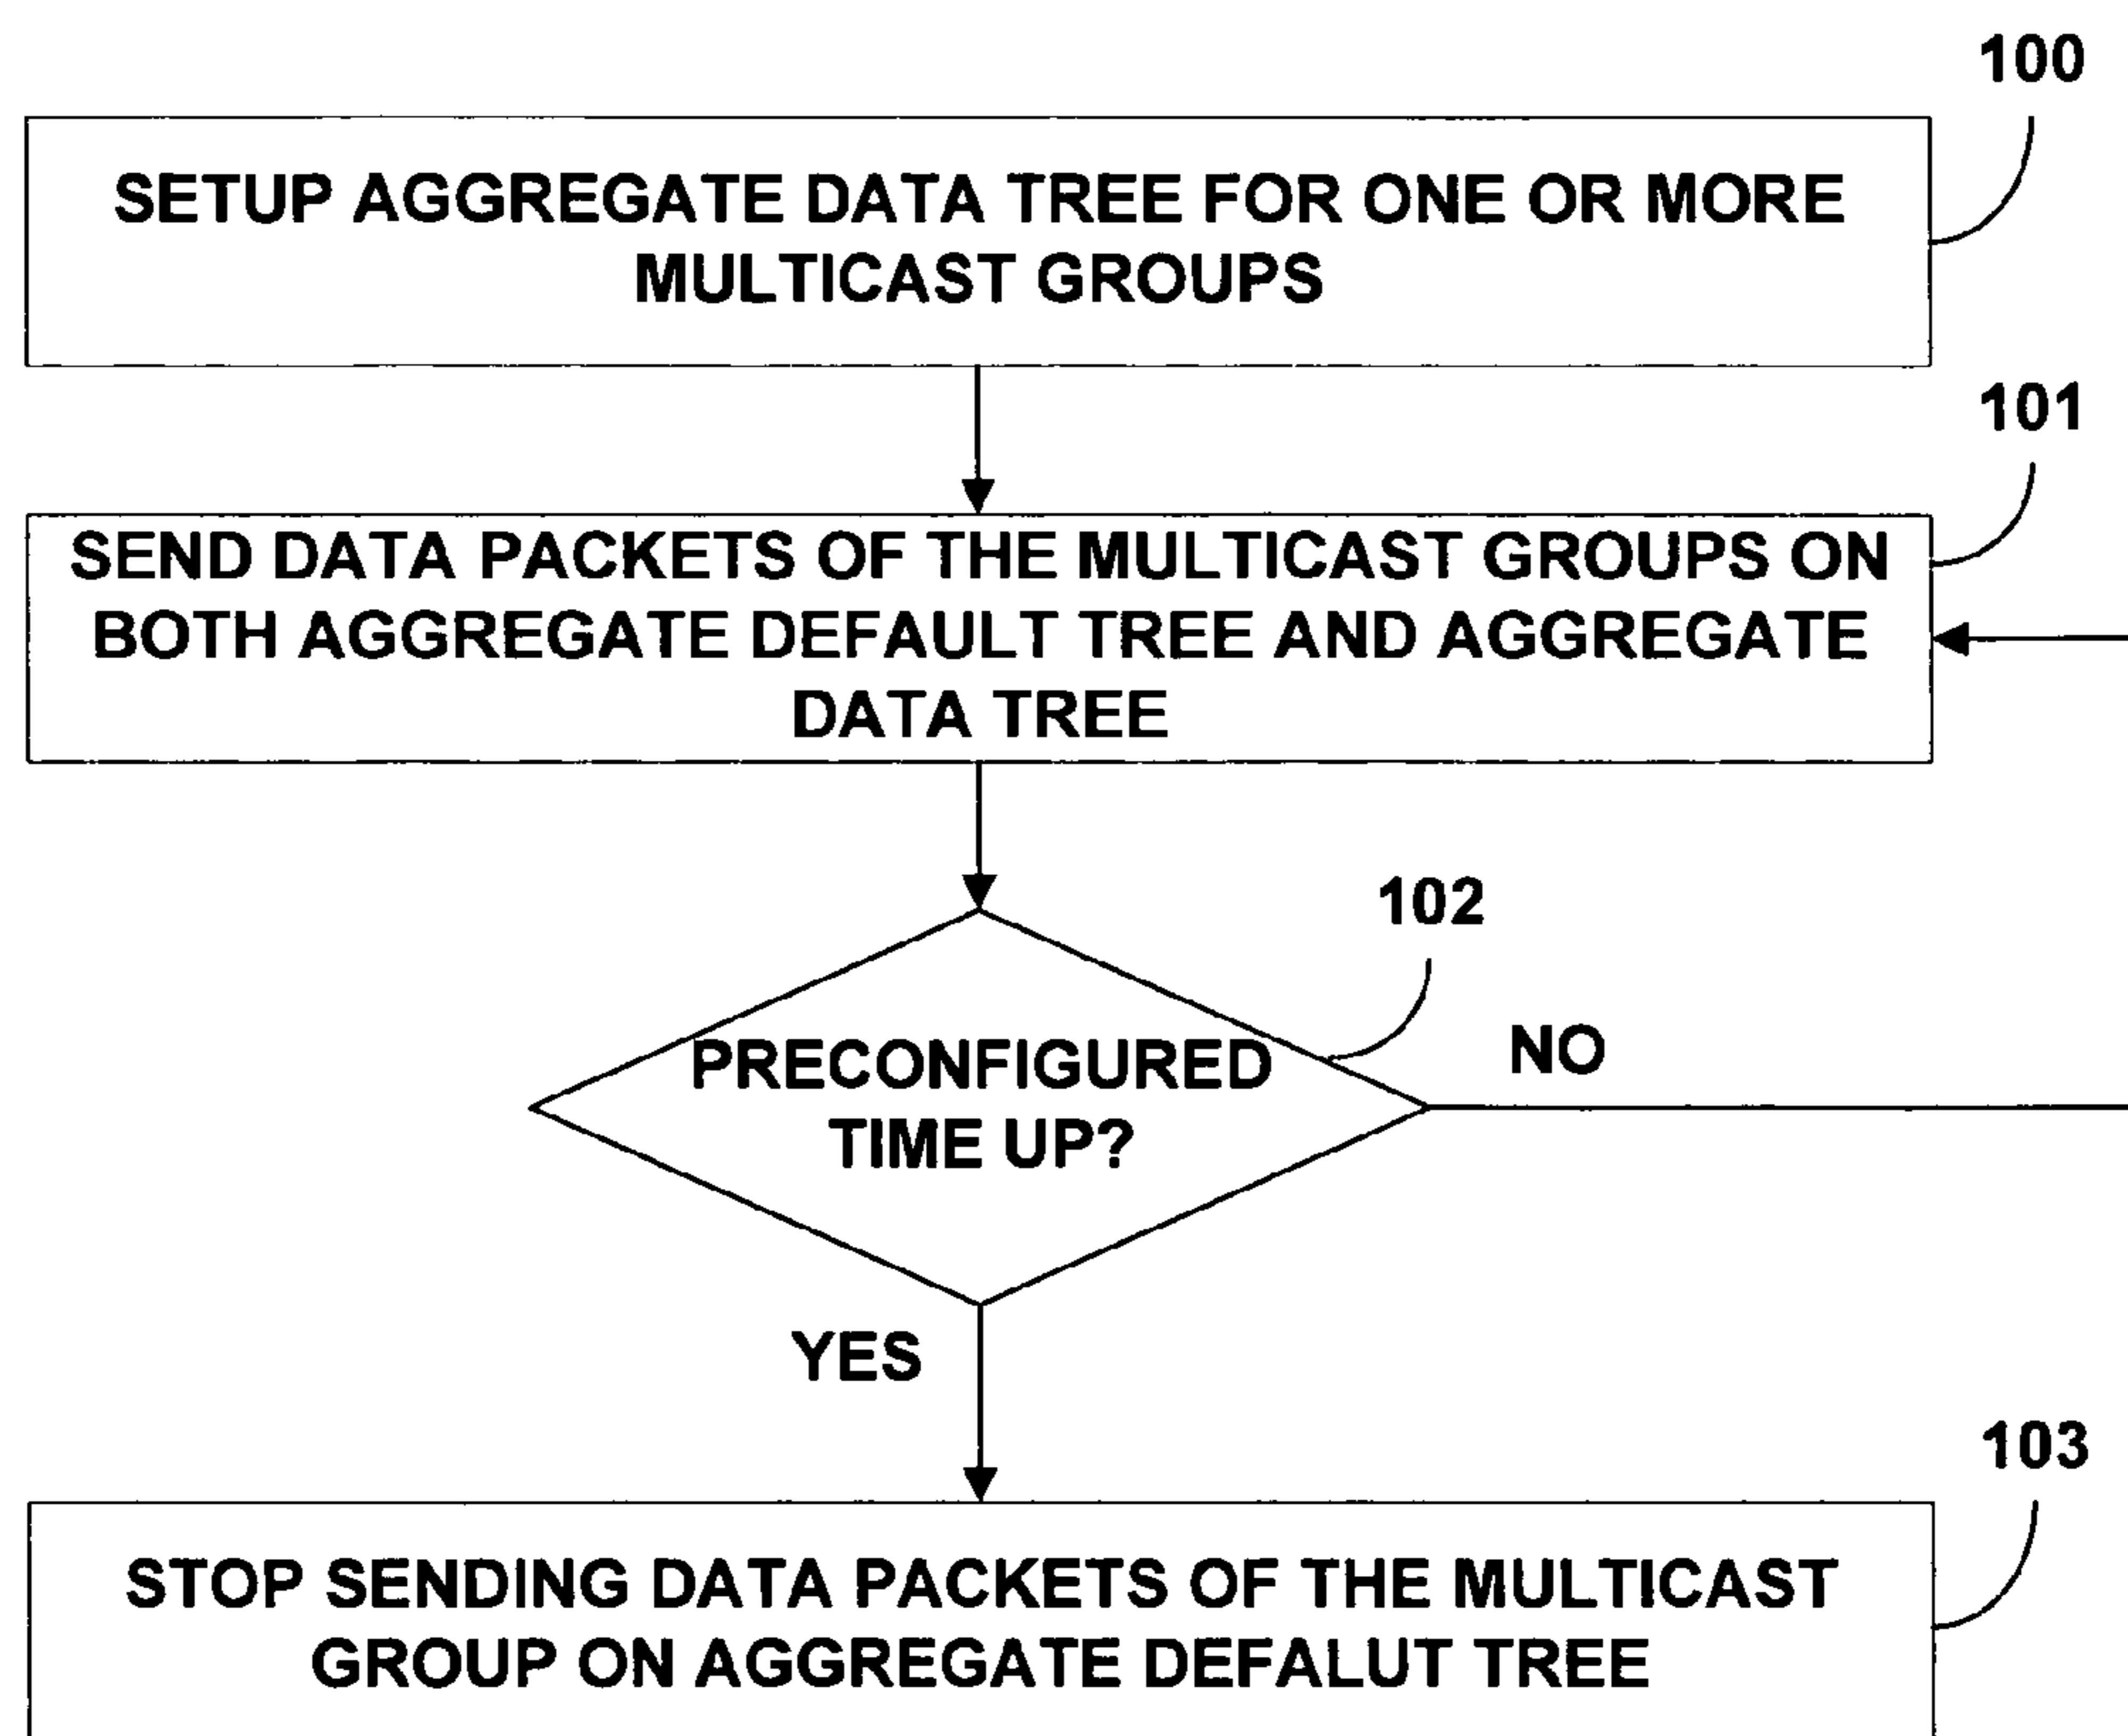 100
SETUP AGGREGATE DATA TREE FOR ONE OR MORE
MULTICAST GROUPS
101
SEND DATA PACKETS OF THE MULTICAST GROUPS ON
BOTH AGGREGATE DEFAULT TREE AND AGGREGATE
DATA TREE
102
PRECONFIGURED
TIME UP?
NO
YES
103
STOP SENDING DATA PACKETS OF THE MULTICAST
GROUP ON AGGREGATE DEFALUT TREE